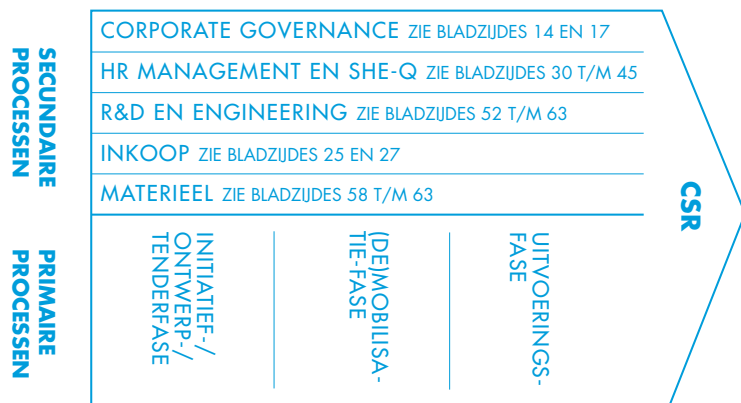 SECUNDAIRE
PROCESSEN
CORPORATE GOVERNANCE ZIE BLADZIJDES 14 EN 17
HR MANAGEMENT EN SHE-Q ZIE BLADZIJDES 30 T/M 45
R&D EN ENGINEERING ZIE BLADZIJDES 52 T/M 63
INKOOP ZIE BLADZIJDES 25 EN 27
MATERIEEL ZIE BLADZIJDES 58 T/M 63
CSR
PRIMAIRE
PROCESSEN
INITIATIEF-/
ONTWERP-/
TENDERFASE
(DE)MOBILISA-
TIE-FASE
UITVOERINGS-
FASE